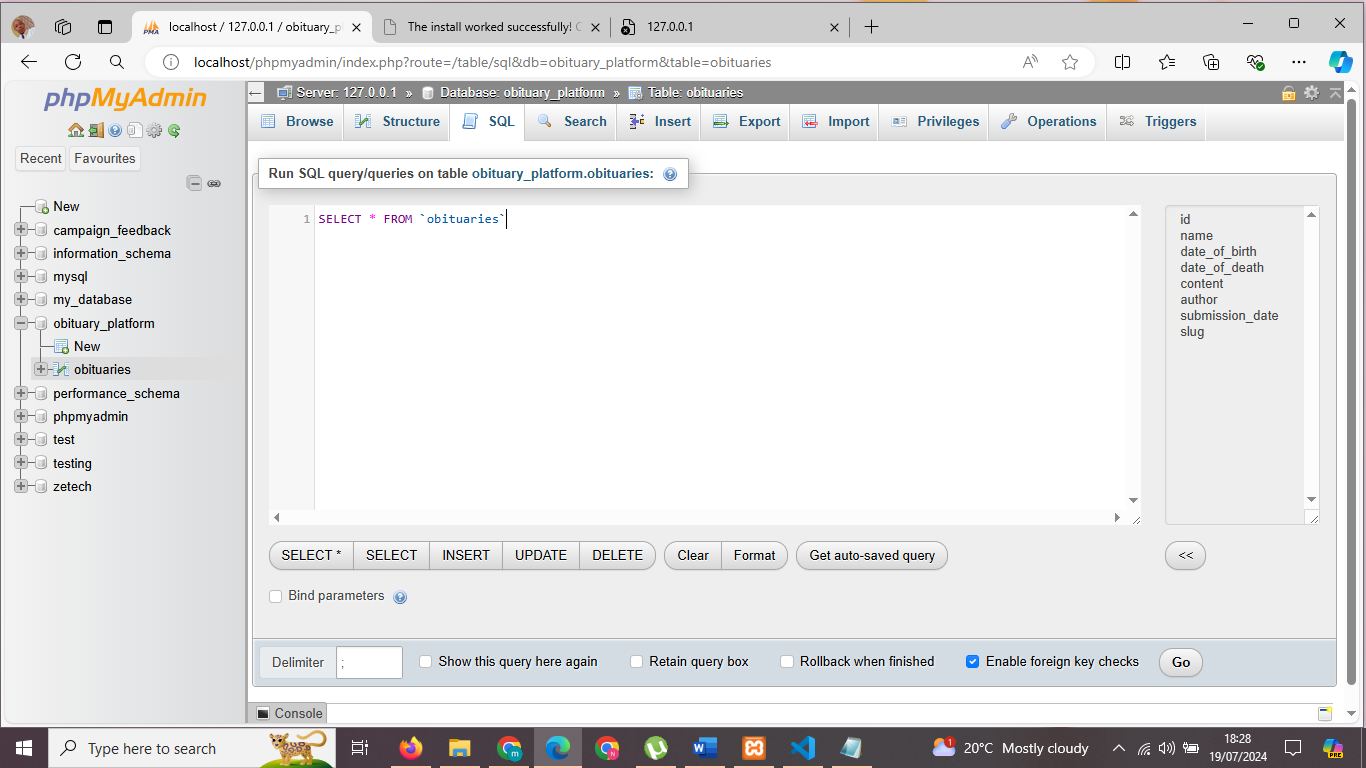 localhost / 127.0.0.1 / obituary_pl
The install worked successfully! C
127.0.0.1
localhost/phpmyadmin/index.php?route=/table/sql&db=obituary_platform&table=obituaries
phpMyAdmin
Recent Favourites
New
campaign_feedback
information_schema
mysql
my_database
obituary_platform
New
obituaries
performance_schema
phpmyadmin
test
testing
zetech
Server: 127.0.0.1 » Database: obituary_platform » Table: obituaries
Browse Structure SQL Search Insert Export Import Privileges Operations Triggers
Run SQL query/queries on table obituary_platform.obituaries:
1 SELECT * FROM `obituaries`
id
name
date_of_birth
date_of_death
content
author
submission_date
slug
SELECT * SELECT INSERT UPDATE DELETE Clear Format Get auto-saved query <<
Bind parameters
Delimiter ; Show this query here again Retain query box Rollback when finished Enable foreign key checks Go
Console
Type here to search
20°C Mostly cloudy
18:28
19/07/2024